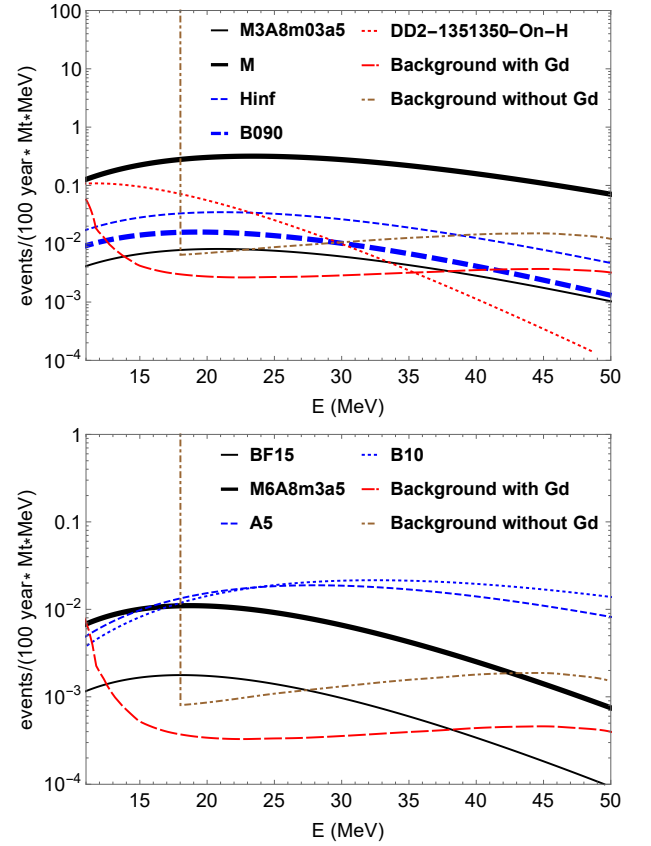 M3A8m03a5 DD2-1351350-On-H
M Background with Gd
Hinf Background without Gd
B090
events/(100 year* Mt*MeV)
100
10
1
0.1
10⁻²
10⁻³
10⁻⁴
15 20 25 30 35 40 45 50
E (MeV)
BF15 B10
M6A8m3a5 Background with Gd
A5 Background without Gd
events/(100 year* Mt*MeV)
1
0.1
10⁻²
10⁻³
10⁻⁴
15 20 25 30 35 40 45 50
E (MeV)